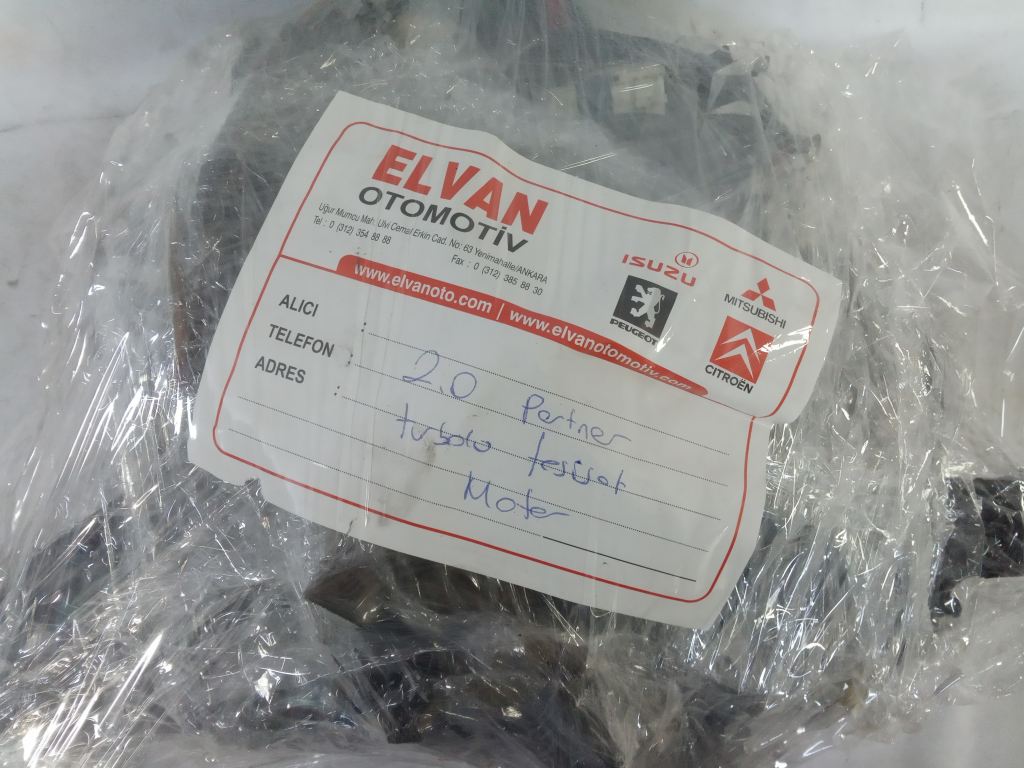 ELVAN
OTOMOTİV
Uğur Mumcu Mah. Ulvi Cemal Erkin Cad. No: 63 Yenimahalle/ANKARA
Tel : 0 (312) 354 88 88
Fax : 0 (312) 385 88 30
ISUZU
PEUGEOT
MITSUBISHI
CITROËN
www.elvanoto.com | www.elvanotomotiv.com
ALICI :
TELEFON :
ADRES :
2.0 Partner
tesisat
Motor